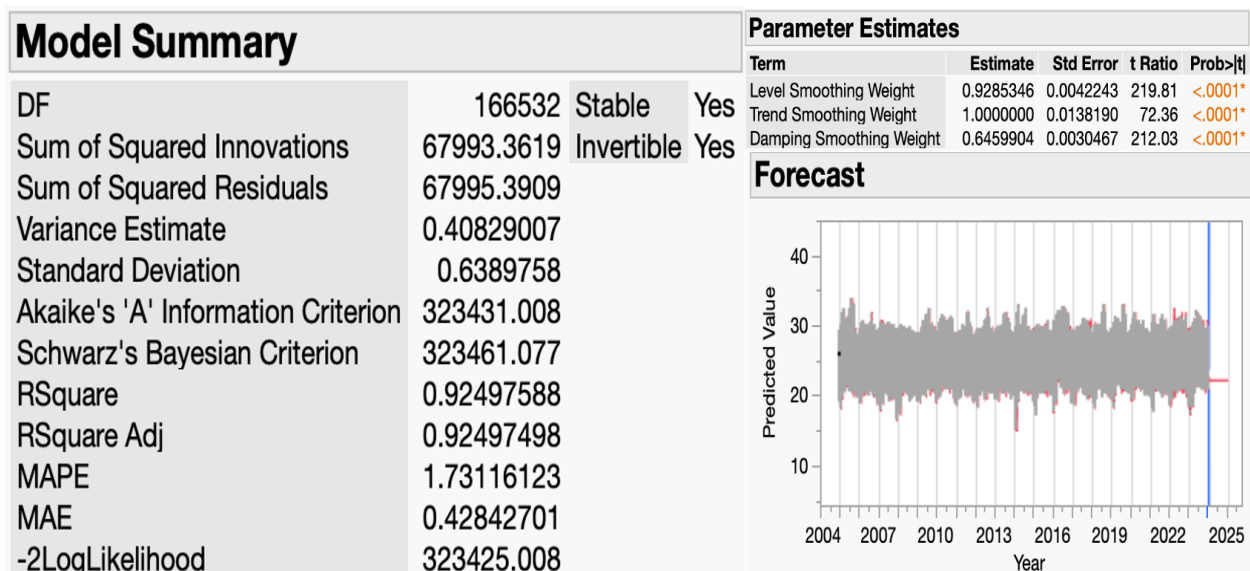 Model Summary
DF 166532 Stable Yes
Sum of Squared Innovations 67993.3619 Invertible Yes
Sum of Squared Residuals 67995.3909
Variance Estimate 0.40829007
Standard Deviation 0.6389758
Akaike's 'A' Information Criterion 323431.008
Schwarz's Bayesian Criterion 323461.077
RSquare 0.92497588
RSquare Adj 0.92497498
MAPE 1.73116123
MAE 0.42842701
-2LogLikelihood 323425.008
Parameter Estimates
Term Estimate Std Error t Ratio Prob>|t|
Level Smoothing Weight 0.9285346 0.0042243 219.81 <.0001*
Trend Smoothing Weight 1.0000000 0.0138190 72.36 <.0001*
Damping Smoothing Weight 0.6459904 0.0030467 212.03 <.0001*
Forecast
Predicted Value
40
30
20
10
2004 2007 2010 2013 2016 2019 2022 2025
Year